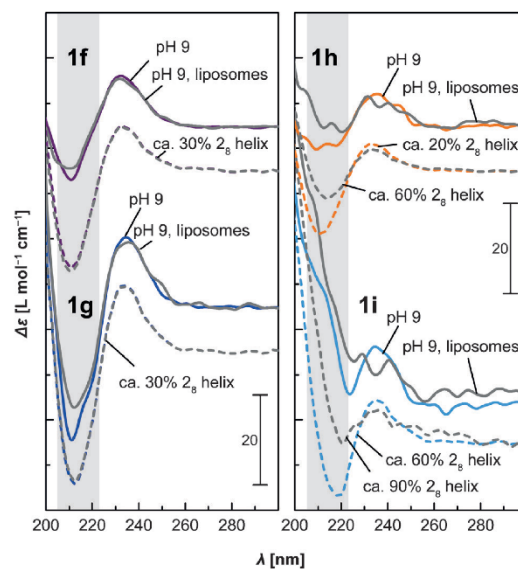 1f
pH 9
pH 9, liposomes
ca. 30% 2₈ helix
1g
pH 9
pH 9, liposomes
ca. 30% 2₈ helix
20
1h
pH 9
pH 9, liposomes
ca. 20% 2₈ helix
ca. 60% 2₈ helix
20
1i
pH 9
pH 9, liposomes
ca. 60% 2₈ helix
ca. 90% 2₈ helix
Δε [L mol⁻¹ cm⁻¹]
200 220 240 260 280
200 220 240 260 280
λ [nm]